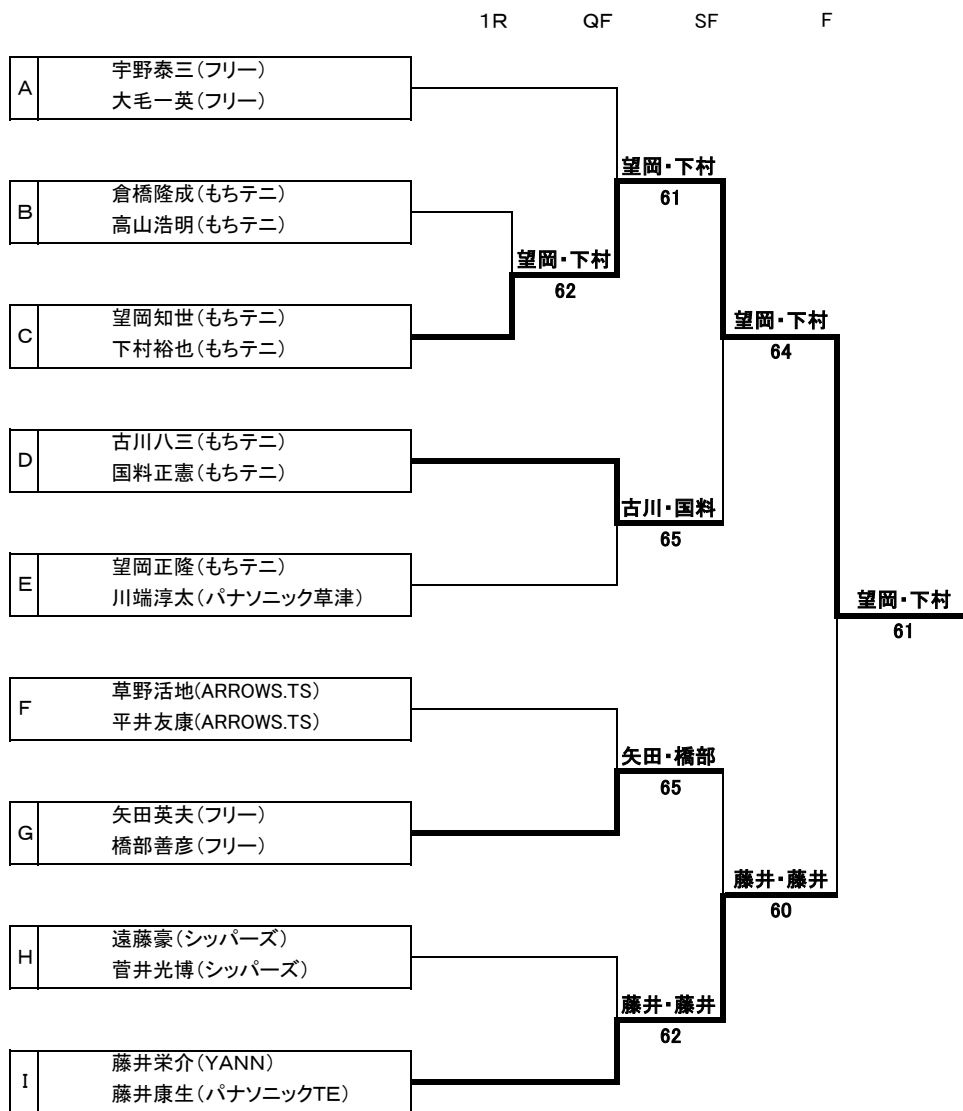 1R QF SF F
A
宇野泰三(フリー)
大毛一英(フリー)
望岡・下村
61
B
倉橋隆成(もちテニ)
高山浩明(もちテニ)
望岡・下村
62
C
望岡知世(もちテニ)
下村裕也(もちテニ)
望岡・下村
64
D
古川八三(もちテニ)
国料正憲(もちテニ)
古川・国料
65
E
望岡正隆(もちテニ)
川端淳太(パナソニック草津)
望岡・下村
61
F
草野活地(ARROWS.TS)
平井友康(ARROWS.TS)
矢田・橋部
65
G
矢田英夫(フリー)
橋部善彦(フリー)
藤井・藤井
60
H
遠藤豪(シッパーズ)
菅井光博(シッパーズ)
藤井・藤井
62
I
藤井栄介(YANN)
藤井康生(パナソニックTE)